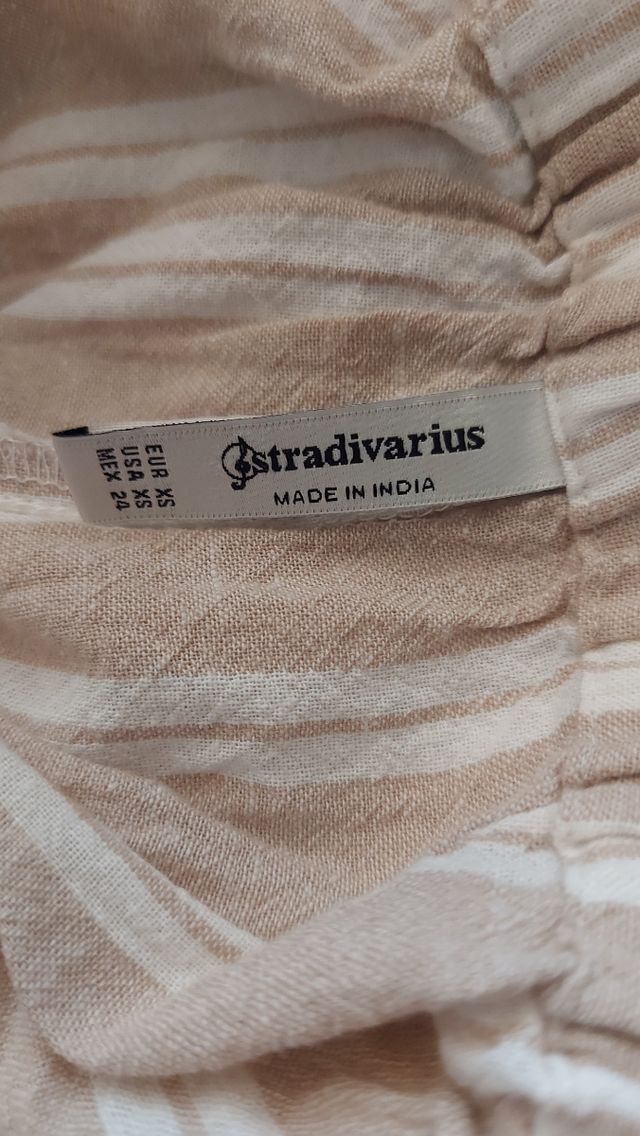 stradivarius
MADE IN INDIA
EUR XS
USA XS
MEX 24